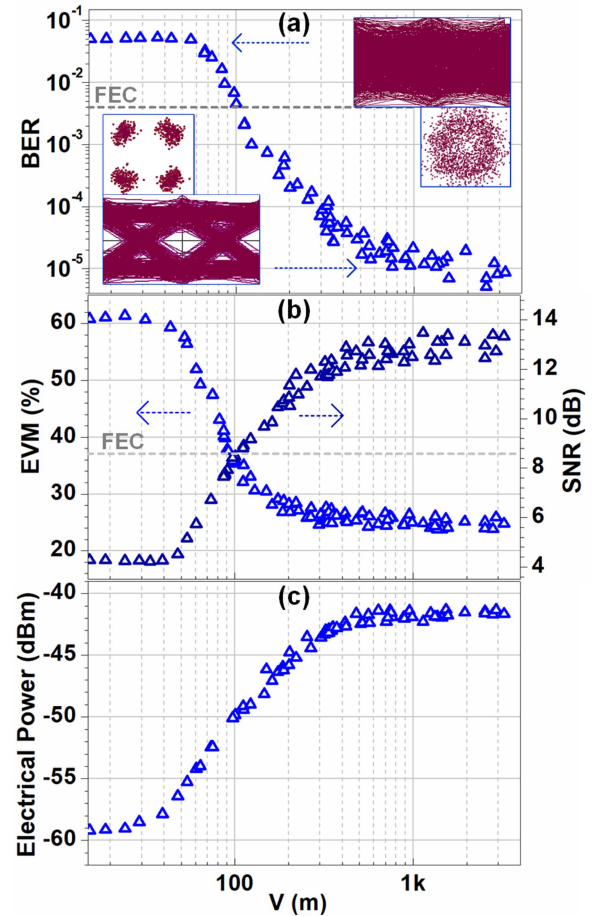 (a)
10⁻¹
10⁻²
10⁻³
10⁻⁴
10⁻⁵
BER
FEC
(b)
60
50
40
30
20
EVM (%)
FEC
14
12
10
8
6
4
SNR (dB)
(c)
-40
-45
-50
-55
-60
Electrical Power (dBm)
100
1k
V (m)